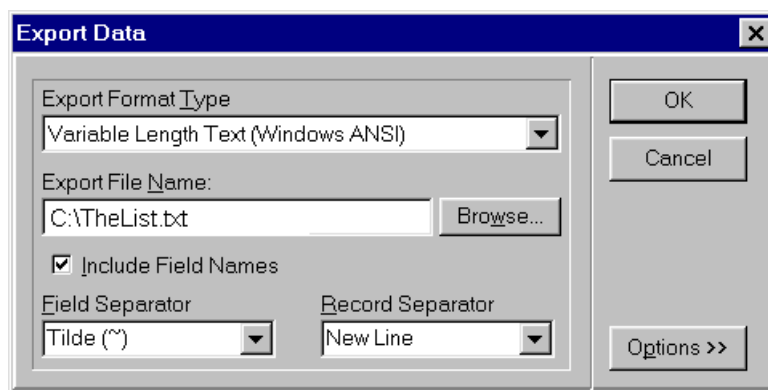 Export Data
Export Format Type
Variable Length Text (Windows ANSI)
Export File Name:
C:\TheList.txt
Browse...
Include Field Names
Field Separator
Record Separator
Tilde (~)
New Line
OK
Cancel
Options >>